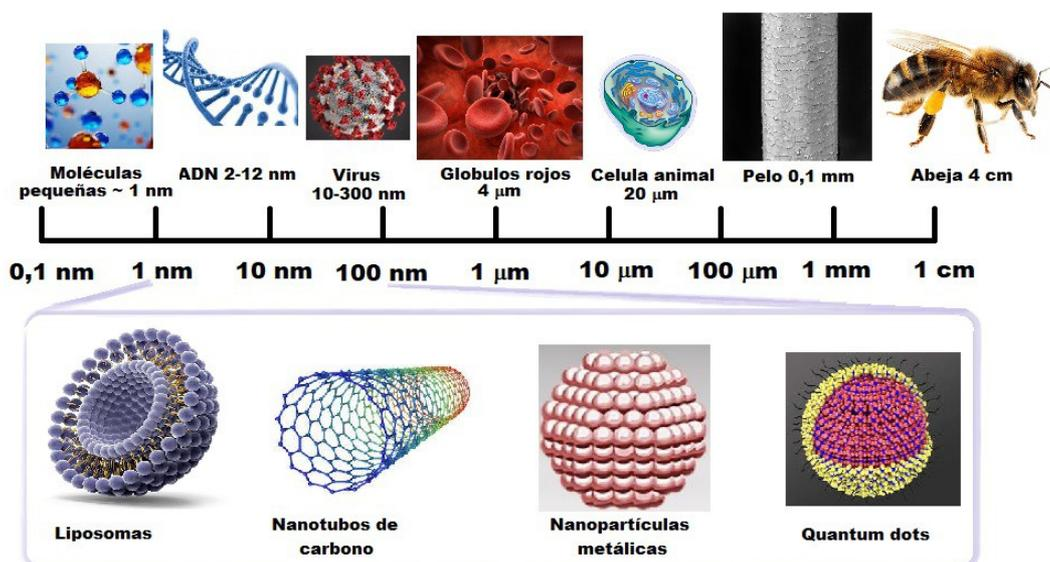 Moléculas
pequeñas ~ 1 nm
ADN 2-12 nm
Virus
10-300 nm
Globulos rojos
4 μm
Celula animal
20 μm
Pelo 0,1 mm
Abeja 4 cm
0,1 nm
1 nm
10 nm
100 nm
1 μm
10 μm
100 μm
1 mm
1 cm
Liposomas
Nanotubos de
carbono
Nanopartículas
metálicas
Quantum dots